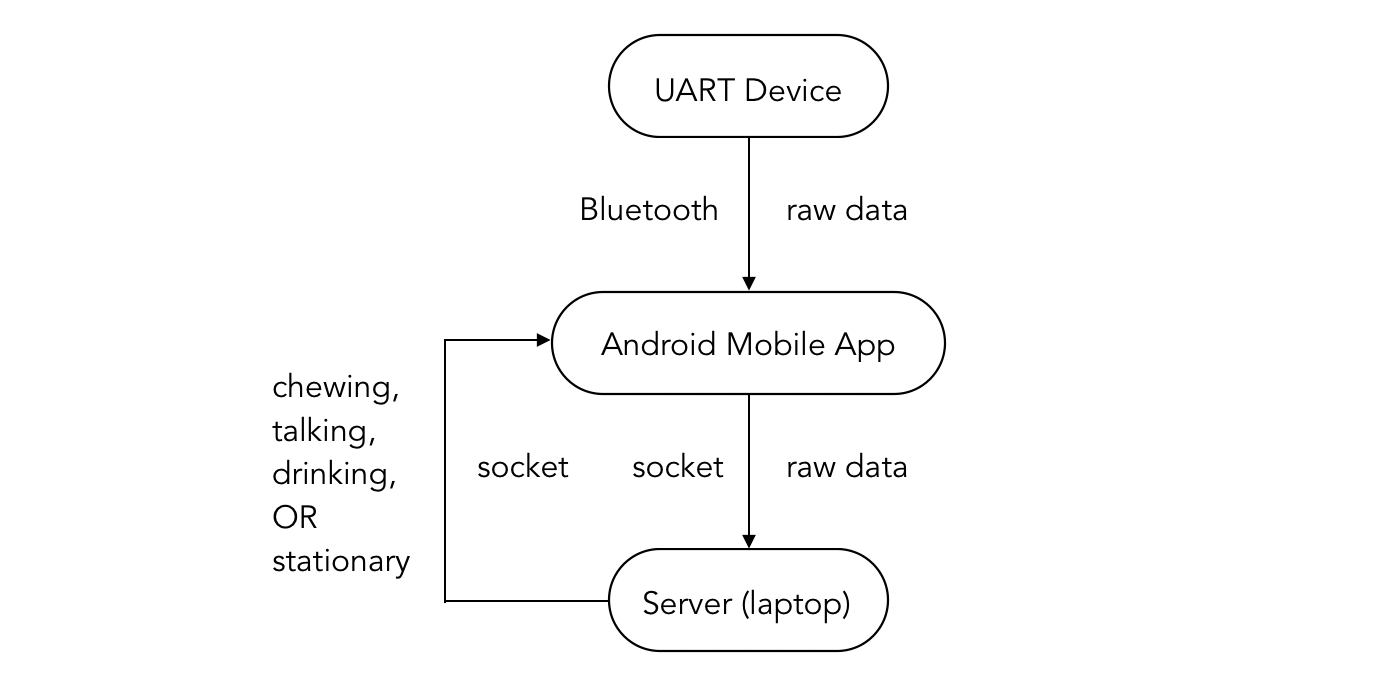 UART Device
Bluetooth
raw data
Android Mobile App
chewing,
talking,
drinking,
OR
stationary
socket
socket
raw data
Server (laptop)